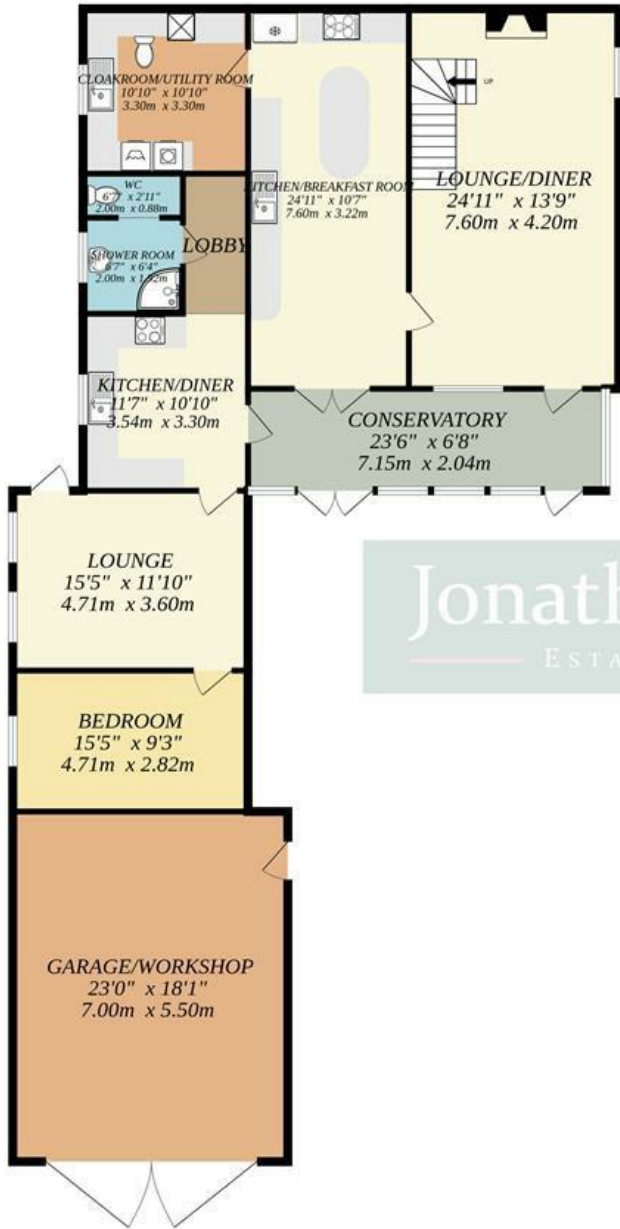 CLOAKROOM/UTILITY ROOM
10'10" x 10'10"
3.30m x 3.30m
WC
6'7" x 2'11"
2.00m x 0.88m
SHOWER ROOM
6'7" x 6'4"
2.00m x 1.92m
LOBBY
KITCHEN/BREAKFAST ROOM
24'11" x 10'7"
7.60m x 3.22m
UP
LOUNGE/DINER
24'11" x 13'9"
7.60m x 4.20m
KITCHEN/DINER
11'7" x 10'10"
3.54m x 3.30m
CONSERVATORY
23'6" x 6'8"
7.15m x 2.04m
LOUNGE
15'5" x 11'10"
4.71m x 3.60m
Jonath
ESTA
BEDROOM
15'5" x 9'3"
4.71m x 2.82m
GARAGE/WORKSHOP
23'0" x 18'1"
7.00m x 5.50m